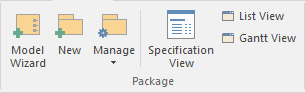 Model
Wizard
New
Manage
Specification
View
List View
Gantt View
Package